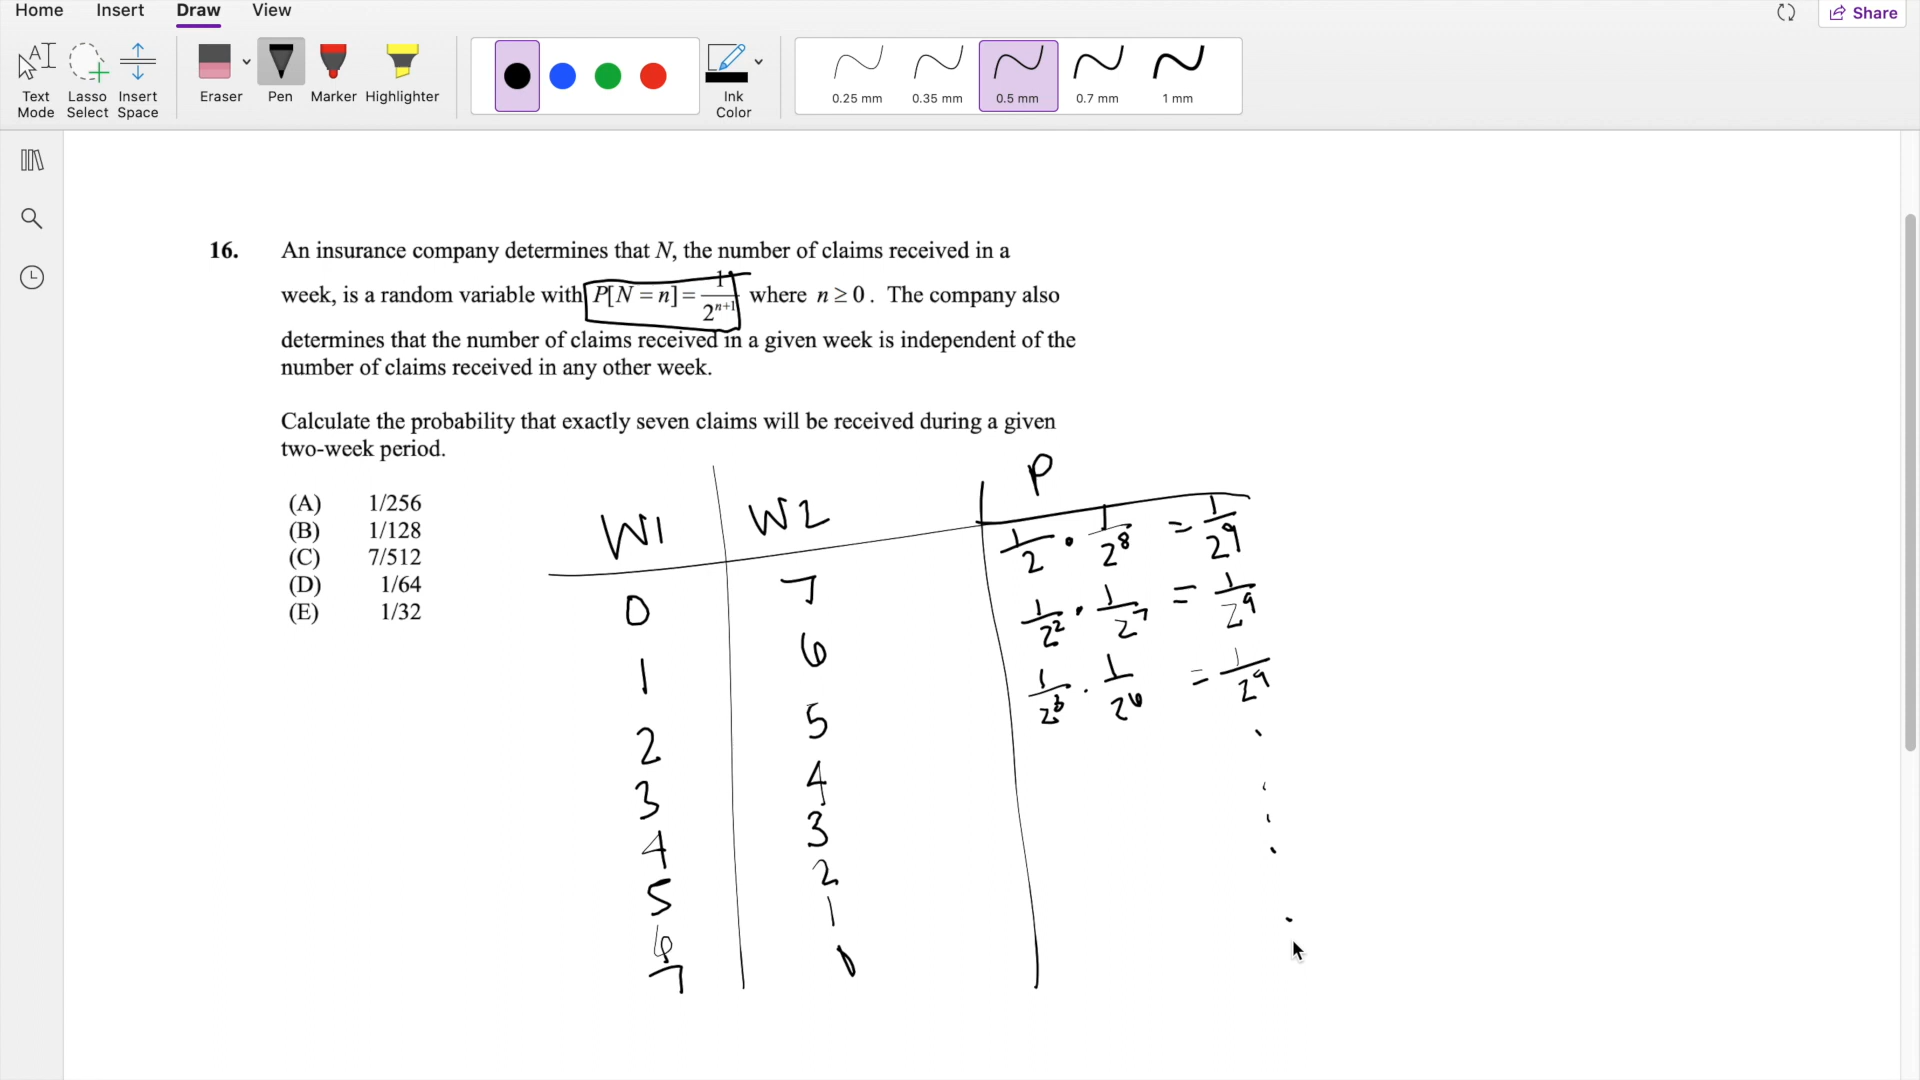 Home Insert Draw View
Share
Text Mode Lasso Select Insert Space Eraser Pen Marker Highlighter Ink Color 0.25 mm 0.35 mm 0.5 mm 0.7 mm 1 mm
16. An insurance company determines that N, the number of claims received in a
week, is a random variable with P[N = n] = 1/2^{n+1} where n ≥ 0. The company also
determines that the number of claims received in a given week is independent of the
number of claims received in any other week.
Calculate the probability that exactly seven claims will be received during a given
two-week period.
(A) 1/256
(B) 1/128
(C) 7/512
(D) 1/64
(E) 1/32
W1 W2 P
0 7 1/2 · 1/2^8 = 1/2^9
1 6 1/2^2 · 1/2^7 = 1/2^9
2 5 1/2^3 · 1/2^6 = 1/2^9
3 4
4 3
5 2
6 1
7 0